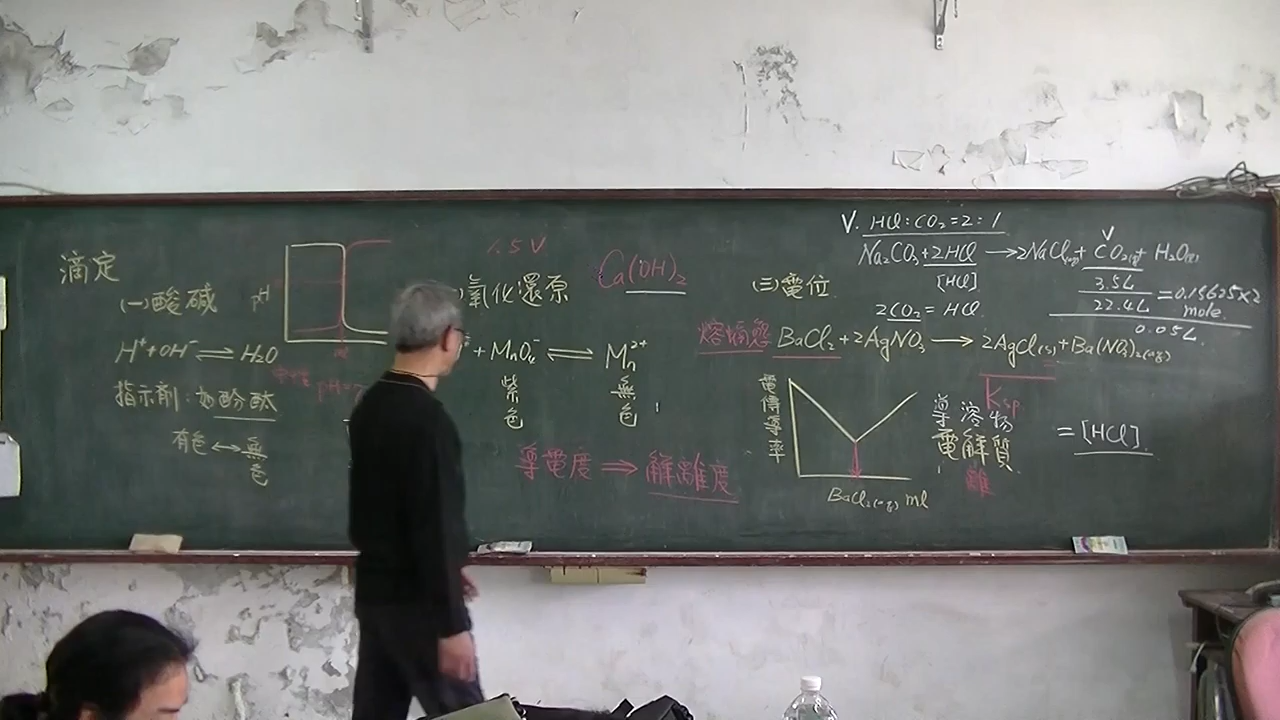 滴定
(一)酸碱
pH
H⁺+OH⁻⇌H₂O
指示劑:如酚酞
有色↔無色
pH=7
1.5V
氧化還原
Ca(OH)₂
+MnO₄⁻⇌Mn²⁺
紫色
無色
導電度⇒解離度
(三)電位
V. HCl:CO₂=2:1
Na₂CO₃+2HCl→2NaCl(aq)+CO₂(g)+H₂O(l)
V
[HCl]
3.5L
22.4L
=0.15625×2
mole.
0.05L
2CO₂=HCl
BaCl₂+2AgNO₃→2AgCl(s)+Ba(NO₃)₂(aq)
Ksp
電傳導率
BaCl₂(aq) ml
導電
溶解
物質
離
=[HCl]